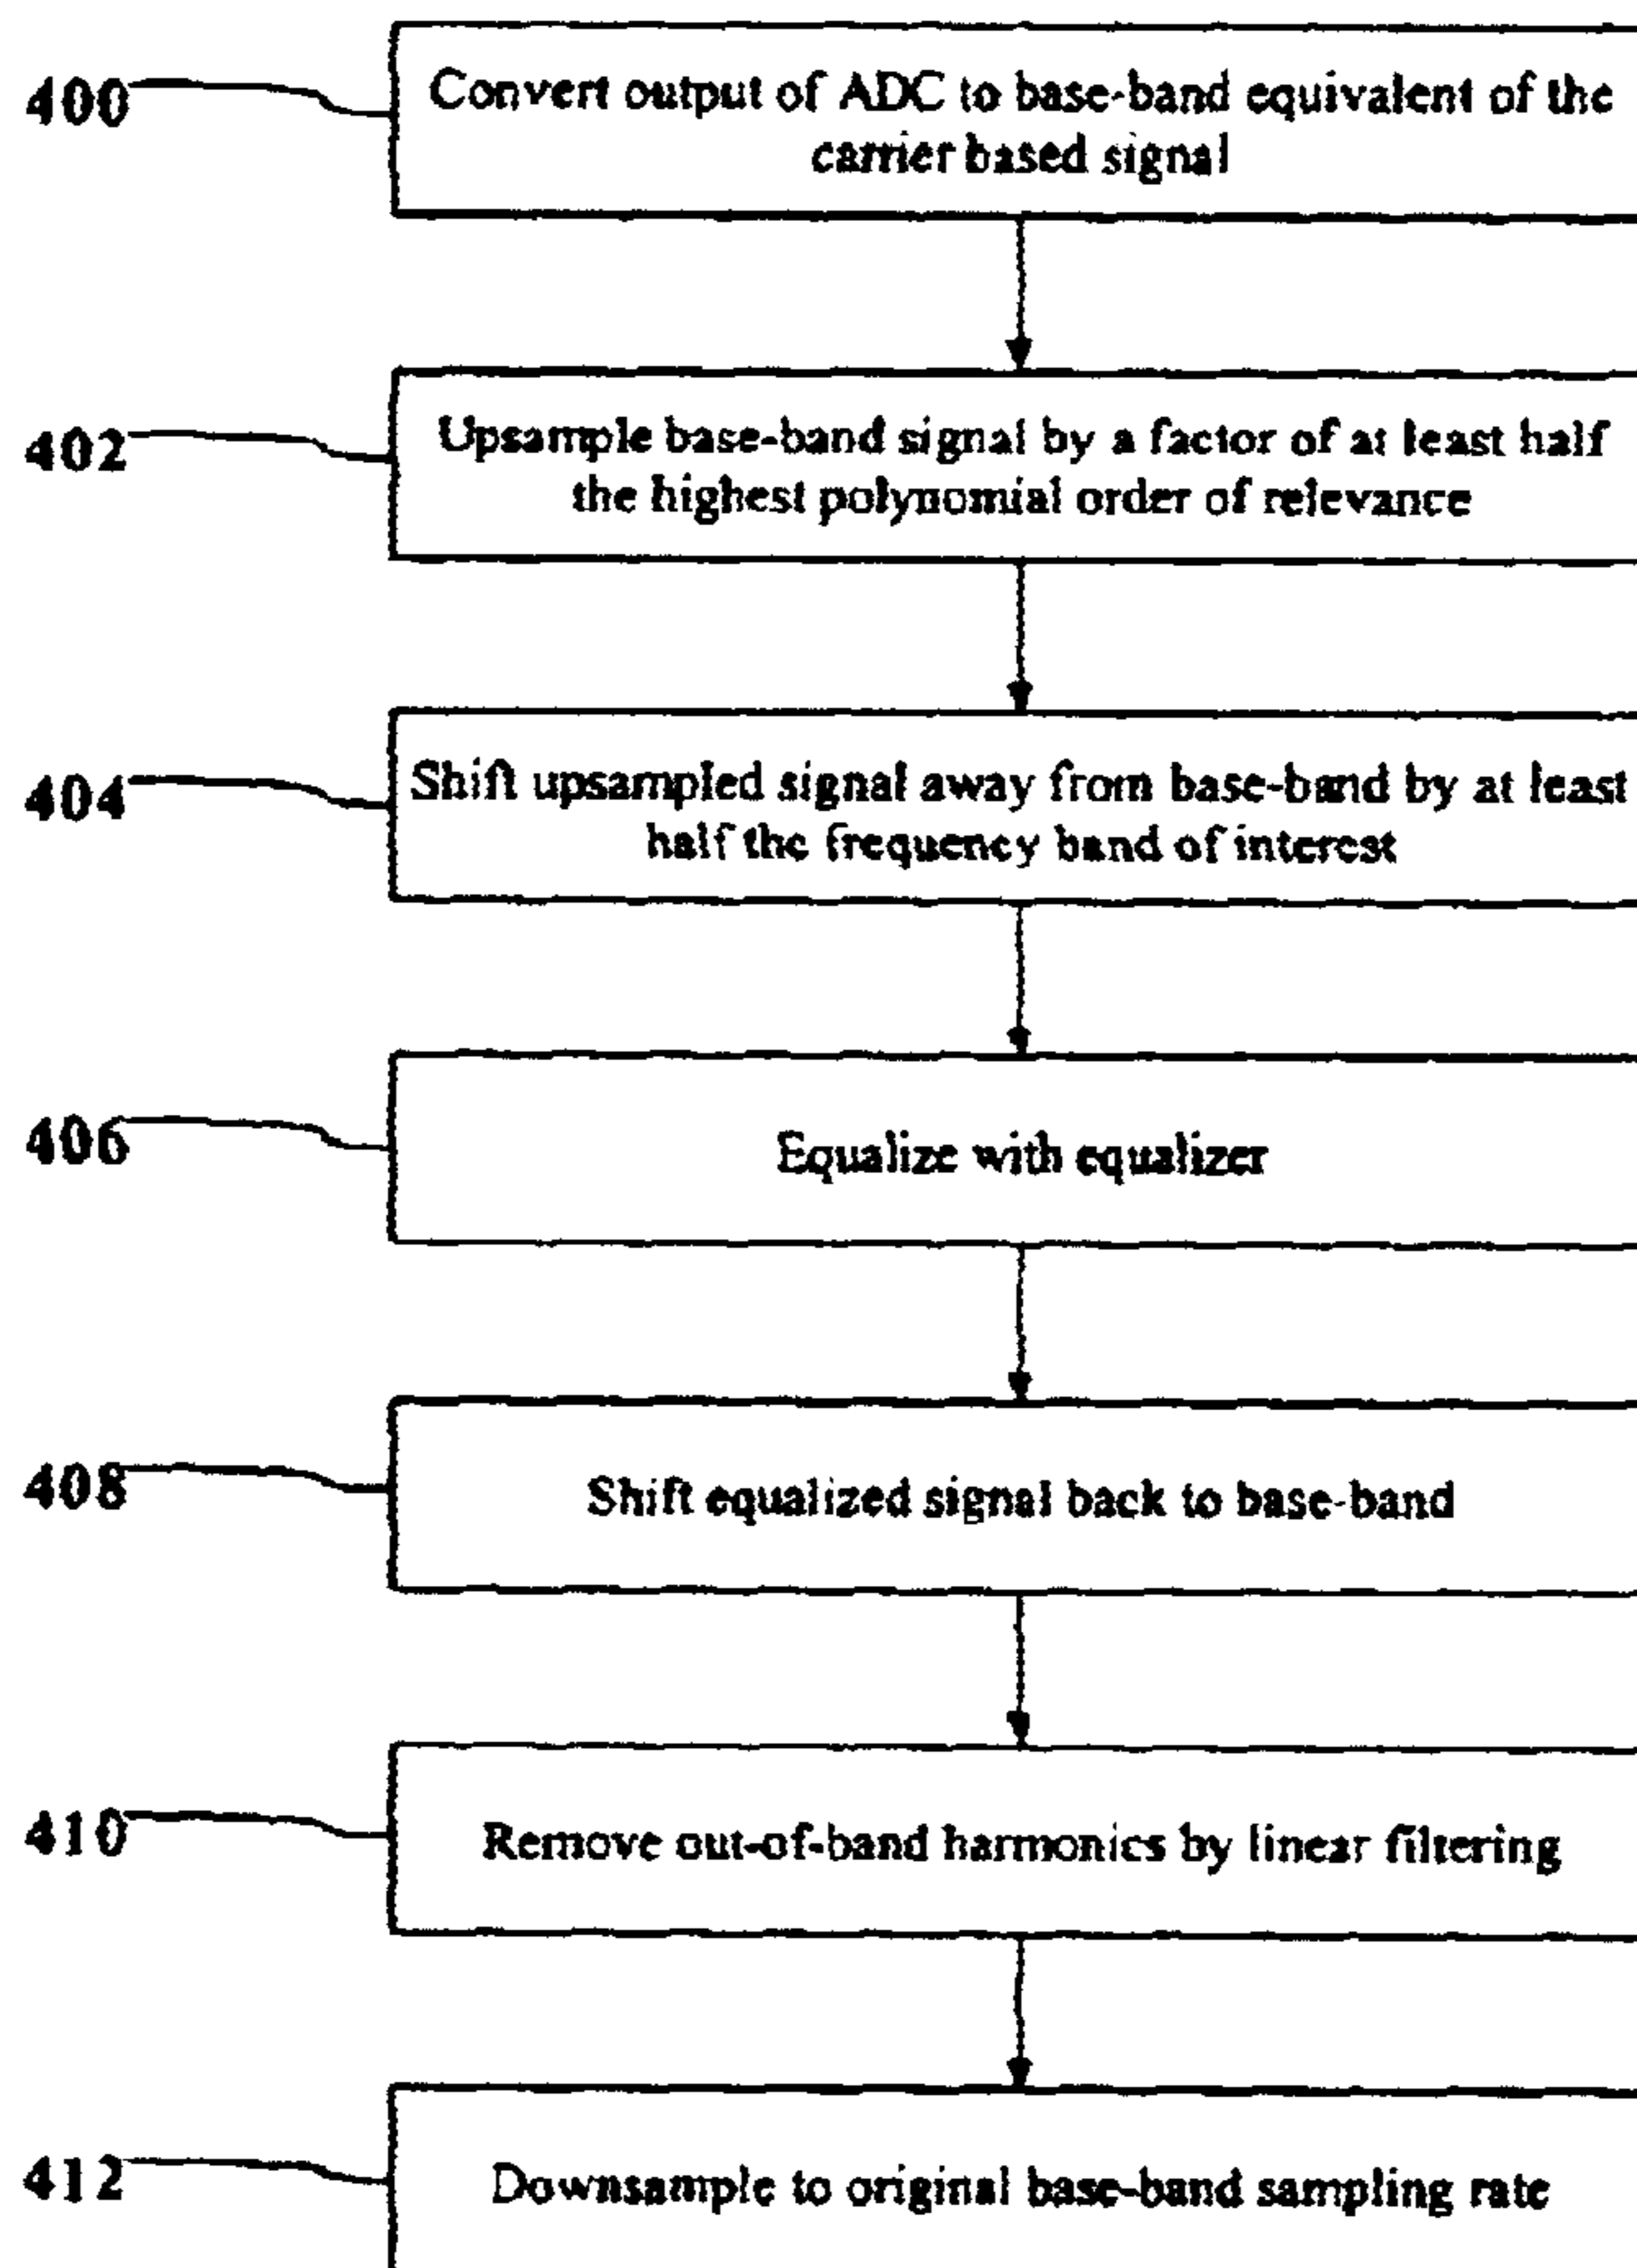 400
Convert output of ADC to base-band equivalent of the
carrier based signal
402
Upsample base-band signal by a factor of at least half
the highest polynomial order of relevance
404
Shift upsampled signal away from base-band by at least
half the frequency band of interest
406
Equalize with equalizer
408
Shift equalized signal back to base-band
410
Remove out-of-band harmonics by linear filtering
412
Downsample to original base-band sampling rate